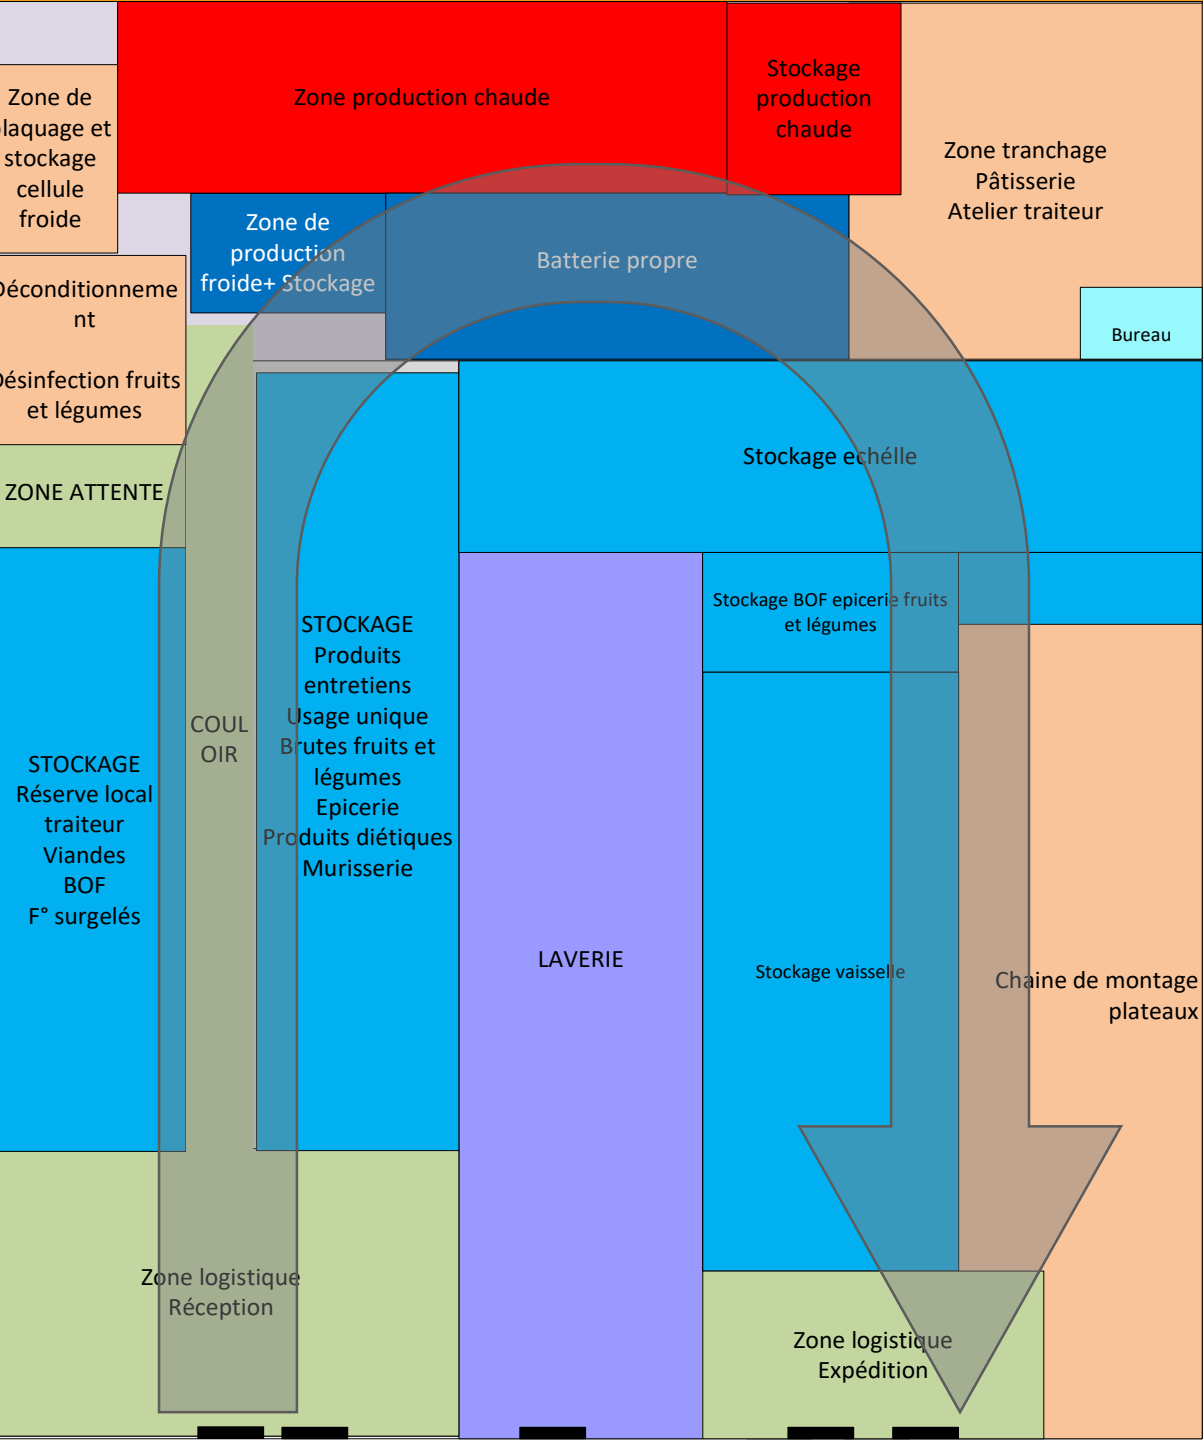 Zone de
laquage et
stockage
cellule
froide
Zone production chaude
Stockage
production
chaude
Zone tranchage
Pâtisserie
Atelier traiteur
Zone de
production
froide+ Stockage
Batterie propre
Bureau
Déconditionneme
nt
Désinfection fruits
et légumes
ZONE ATTENTE
Stockage echélle
Stockage BOF epicerie fruits
et légumes
STOCKAGE
Produits
entretiens
Usage unique
Brutes fruits et
légumes
Epicerie
Produits diétiques
Murisserie
COUL
OIR
STOCKAGE
Réserve local
traiteur
Viandes
BOF
F° surgelés
LAVERIE
Stockage vaisselle
Chaine de montage
plateaux
Zone logistique
Réception
Zone logistique
Expédition